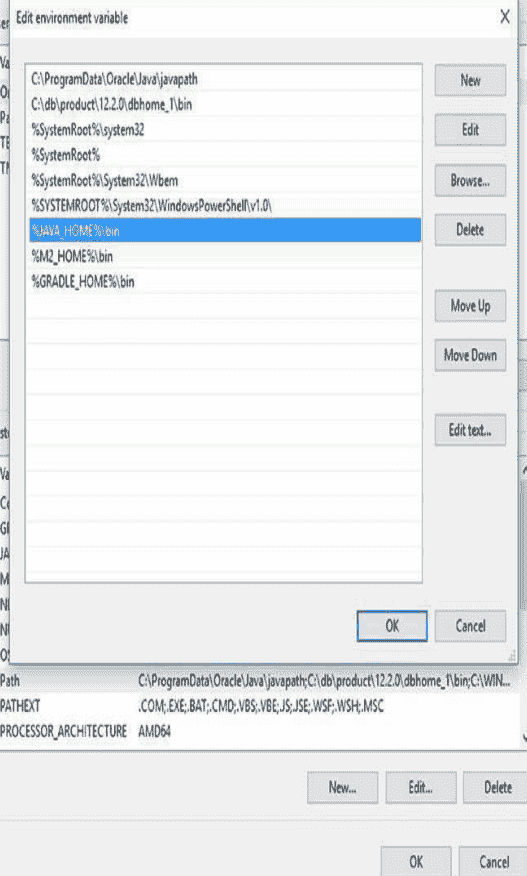 Edit environment variable
X
C:\ProgramData\Oracle\Java\javapath
C:\db\product\12.2.0\dbhome_1\bin
%SystemRoot%\system32
%SystemRoot%
%SystemRoot%\System32\Wbem
%SYSTEMROOT%\System32\WindowsPowerShell\v1.0\
%JAVA_HOME%\bin
%M2_HOME%\bin
%GRADLE_HOME%\bin
New
Edit
Browse...
Delete
Move Up
Move Down
Edit text...
OK
Cancel
Path C:\ProgramData\Oracle\Java\javapath;C:\db\product\12.2.0\dbhome_1\bin;C:\WIN...
PATHEXT .COM;.EXE;.BAT;.CMD;.VBS;.VBE;.JS;.JSE;.WSF;.WSH;.MSC
PROCESSOR_ARCHITECTURE AMD64
New...
Edit...
Delete
OK
Cancel